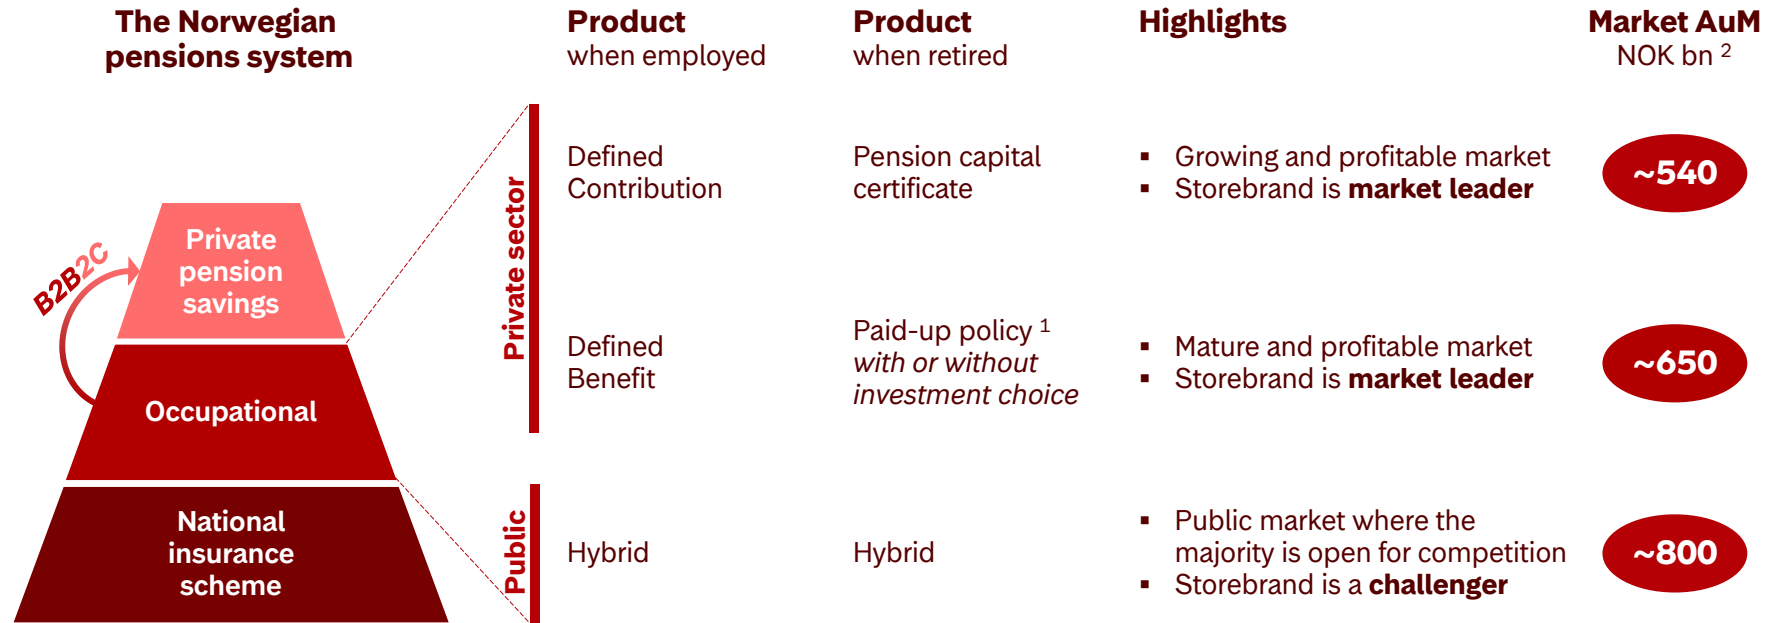 The Norwegian
pensions system
Product
when employed
Product
when retired
Highlights
Market AuM
NOK bn 2
Private
pension
savings
B2B2C
Occupational
National
insurance
scheme
Private sector
Defined
Contribution
Pension capital
certificate
▪ Growing and profitable market
▪ Storebrand is market leader
~540
Defined
Benefit
Paid-up policy 1
with or without
investment choice
▪ Mature and profitable market
▪ Storebrand is market leader
~650
Public
Hybrid
Hybrid
▪ Public market where the
majority is open for competition
▪ Storebrand is a challenger
~800